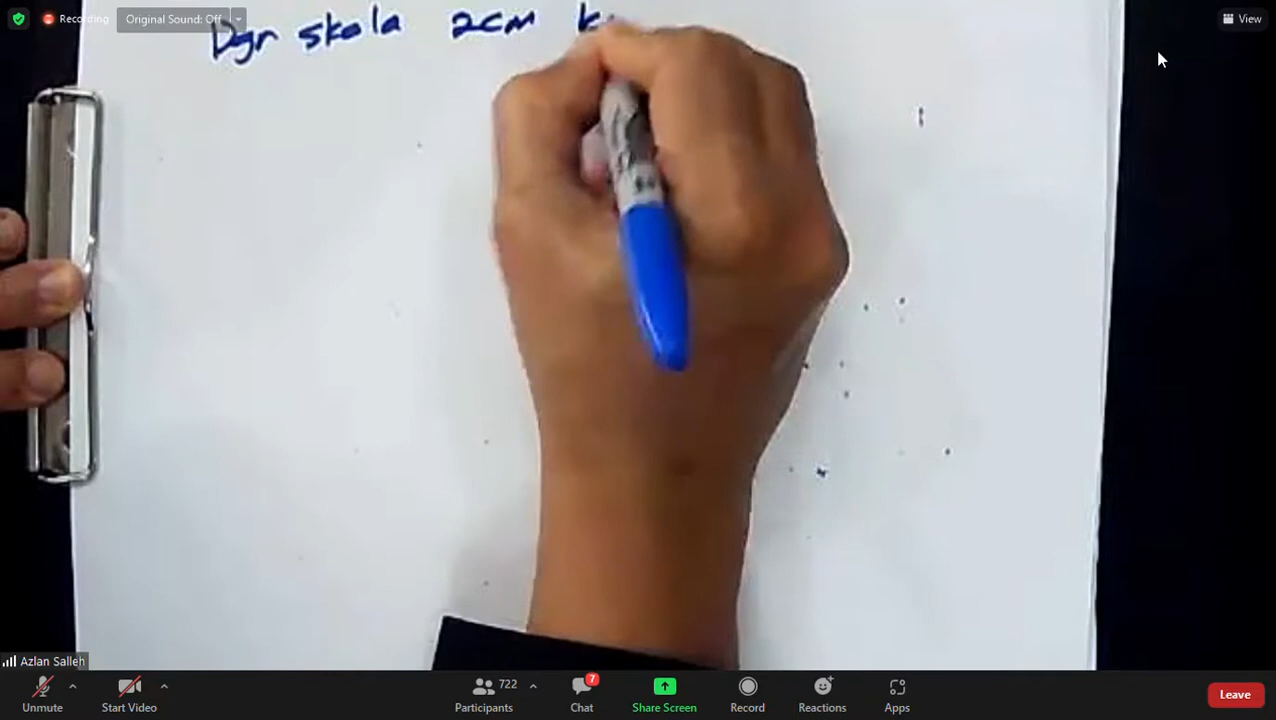 Recording
Original Sound: Off
View
Dgn skala 2cm k
Azlan Salleh
Unmute
Start Video
722
Participants
7
Chat
Share Screen
Record
Reactions
Apps
Leave